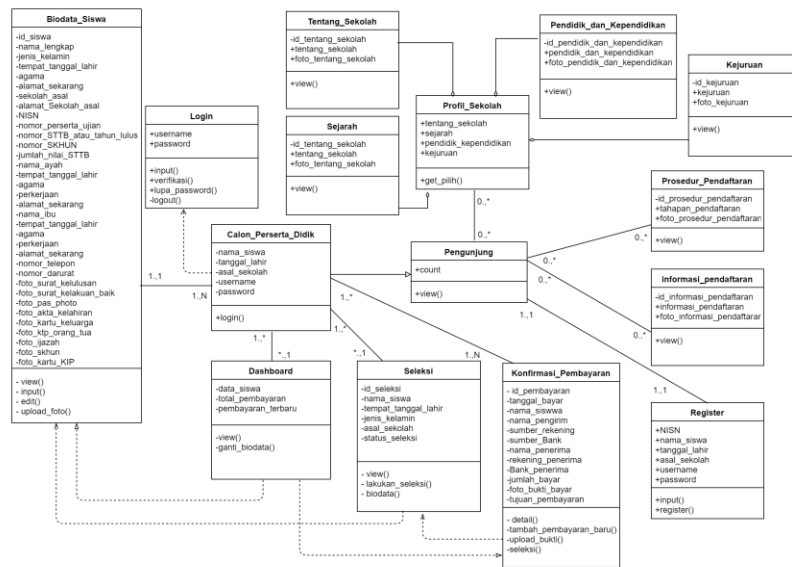 Biodata_Siswa
-id_siswa
-nama_lengkap
-jenis_kelamin
-tempat_tanggal_lahir
-agama
-alamat_sekarang
-sekolah_asal
-alamat_Sekolah_asal
-NISN
-nomor_perserta_ujian
-nomor_STTB_atau_tahun_lulus
-nomor_SKHUN
-jumlah_nilai_STTB
-nama_ayah
-tempat_tanggal_lahir
-agama
-perkerjaan
-alamat_sekarang
-nama_ibu
-tempat_tanggal_lahir
-agama
-perkerjaan
-alamat_sekarang
-nomor_telepon
-nomor_darurat
-foto_surat_kelulusan
-foto_surat_kelakuan_baik
-foto_pas_photo
-foto_akta_kelahiran
-foto_kartu_keluarga
-foto_ktp_orang_tua
-foto_ijazah
-foto_skhun
-foto_kartu_KIP
- view()
- input()
- edit()
- upload_foto()
Login
+username
+password
+input()
+verifikasi()
+lupa_password()
-logout()
Tentang_Sekolah
-id_tentang_sekolah
+tentang_sekolah
+foto_tentang_sekolah
+view()
Sejarah
-id_tentang_sekolah
+tentang_sekolah
+foto_tentang_sekolah
+view()
Profil_Sekolah
+tentang_sekolah
+sejarah
+pendidik_kependidikan
+kejuruan
+get_pilih()
Pendidik_dan_Kependidikan
-id_pendidik_dan_kependidikan
+pendidik_dan_kependidikan
+foto_pendidik_dan_kependidikan
+view()
Kejuruan
-id_kejuruan
+kejuruan
+foto_kejuruan
+view()
Prosedur_Pendaftaran
-id_prosedur_pendaftaran
+tahapan_pendaftaran
+foto_prosedur_pendaftaran
+view()
0..*
0..*
Pengunjung
+count
+view()
0..*
0..*
0..*
0..*
1..1
informasi_pendaftaran
-id_informasi_pendaftaran
+informasi_pendaftaran
+foto_informasi_pendaftaran
+view()
Calon_Perserta_Didik
-nama_siswa
-tanggal_lahir
-asal_sekolah
-username
-password
+login()
1..1
1..N
1..*
1..*
1..*
*..1
*..1
1..N
1..1
Dashboard
-data_siswa
-total_pembayaran
-pembayaran_terbaru
-view()
-ganti_biodata()
Seleksi
-id_seleksi
-nama_siswa
-tempat_tanggal_lahir
-jenis_kelamin
-asal_sekolah
-status_seleksi
- view()
- lakukan_seleksi()
- biodata()
Konfirmasi_Pembayaran
- id_pembayaran
-tanggal_bayar
-nama_siswwa
-nama_pengirim
-sumber_rekening
-sumber_Bank
-nama_penerima
-rekening_penerima
-Bank_penerima
-jumlah_bayar
-foto_bukti_bayar
-tujuan_pembayaran
- detail()
-tambah_pembayaran_baru()
-upload_bukti()
-seleksi()
Register
+NISN
+nama_siswa
+tanggal_lahir
+asal_sekolah
+username
+password
+input()
+register()